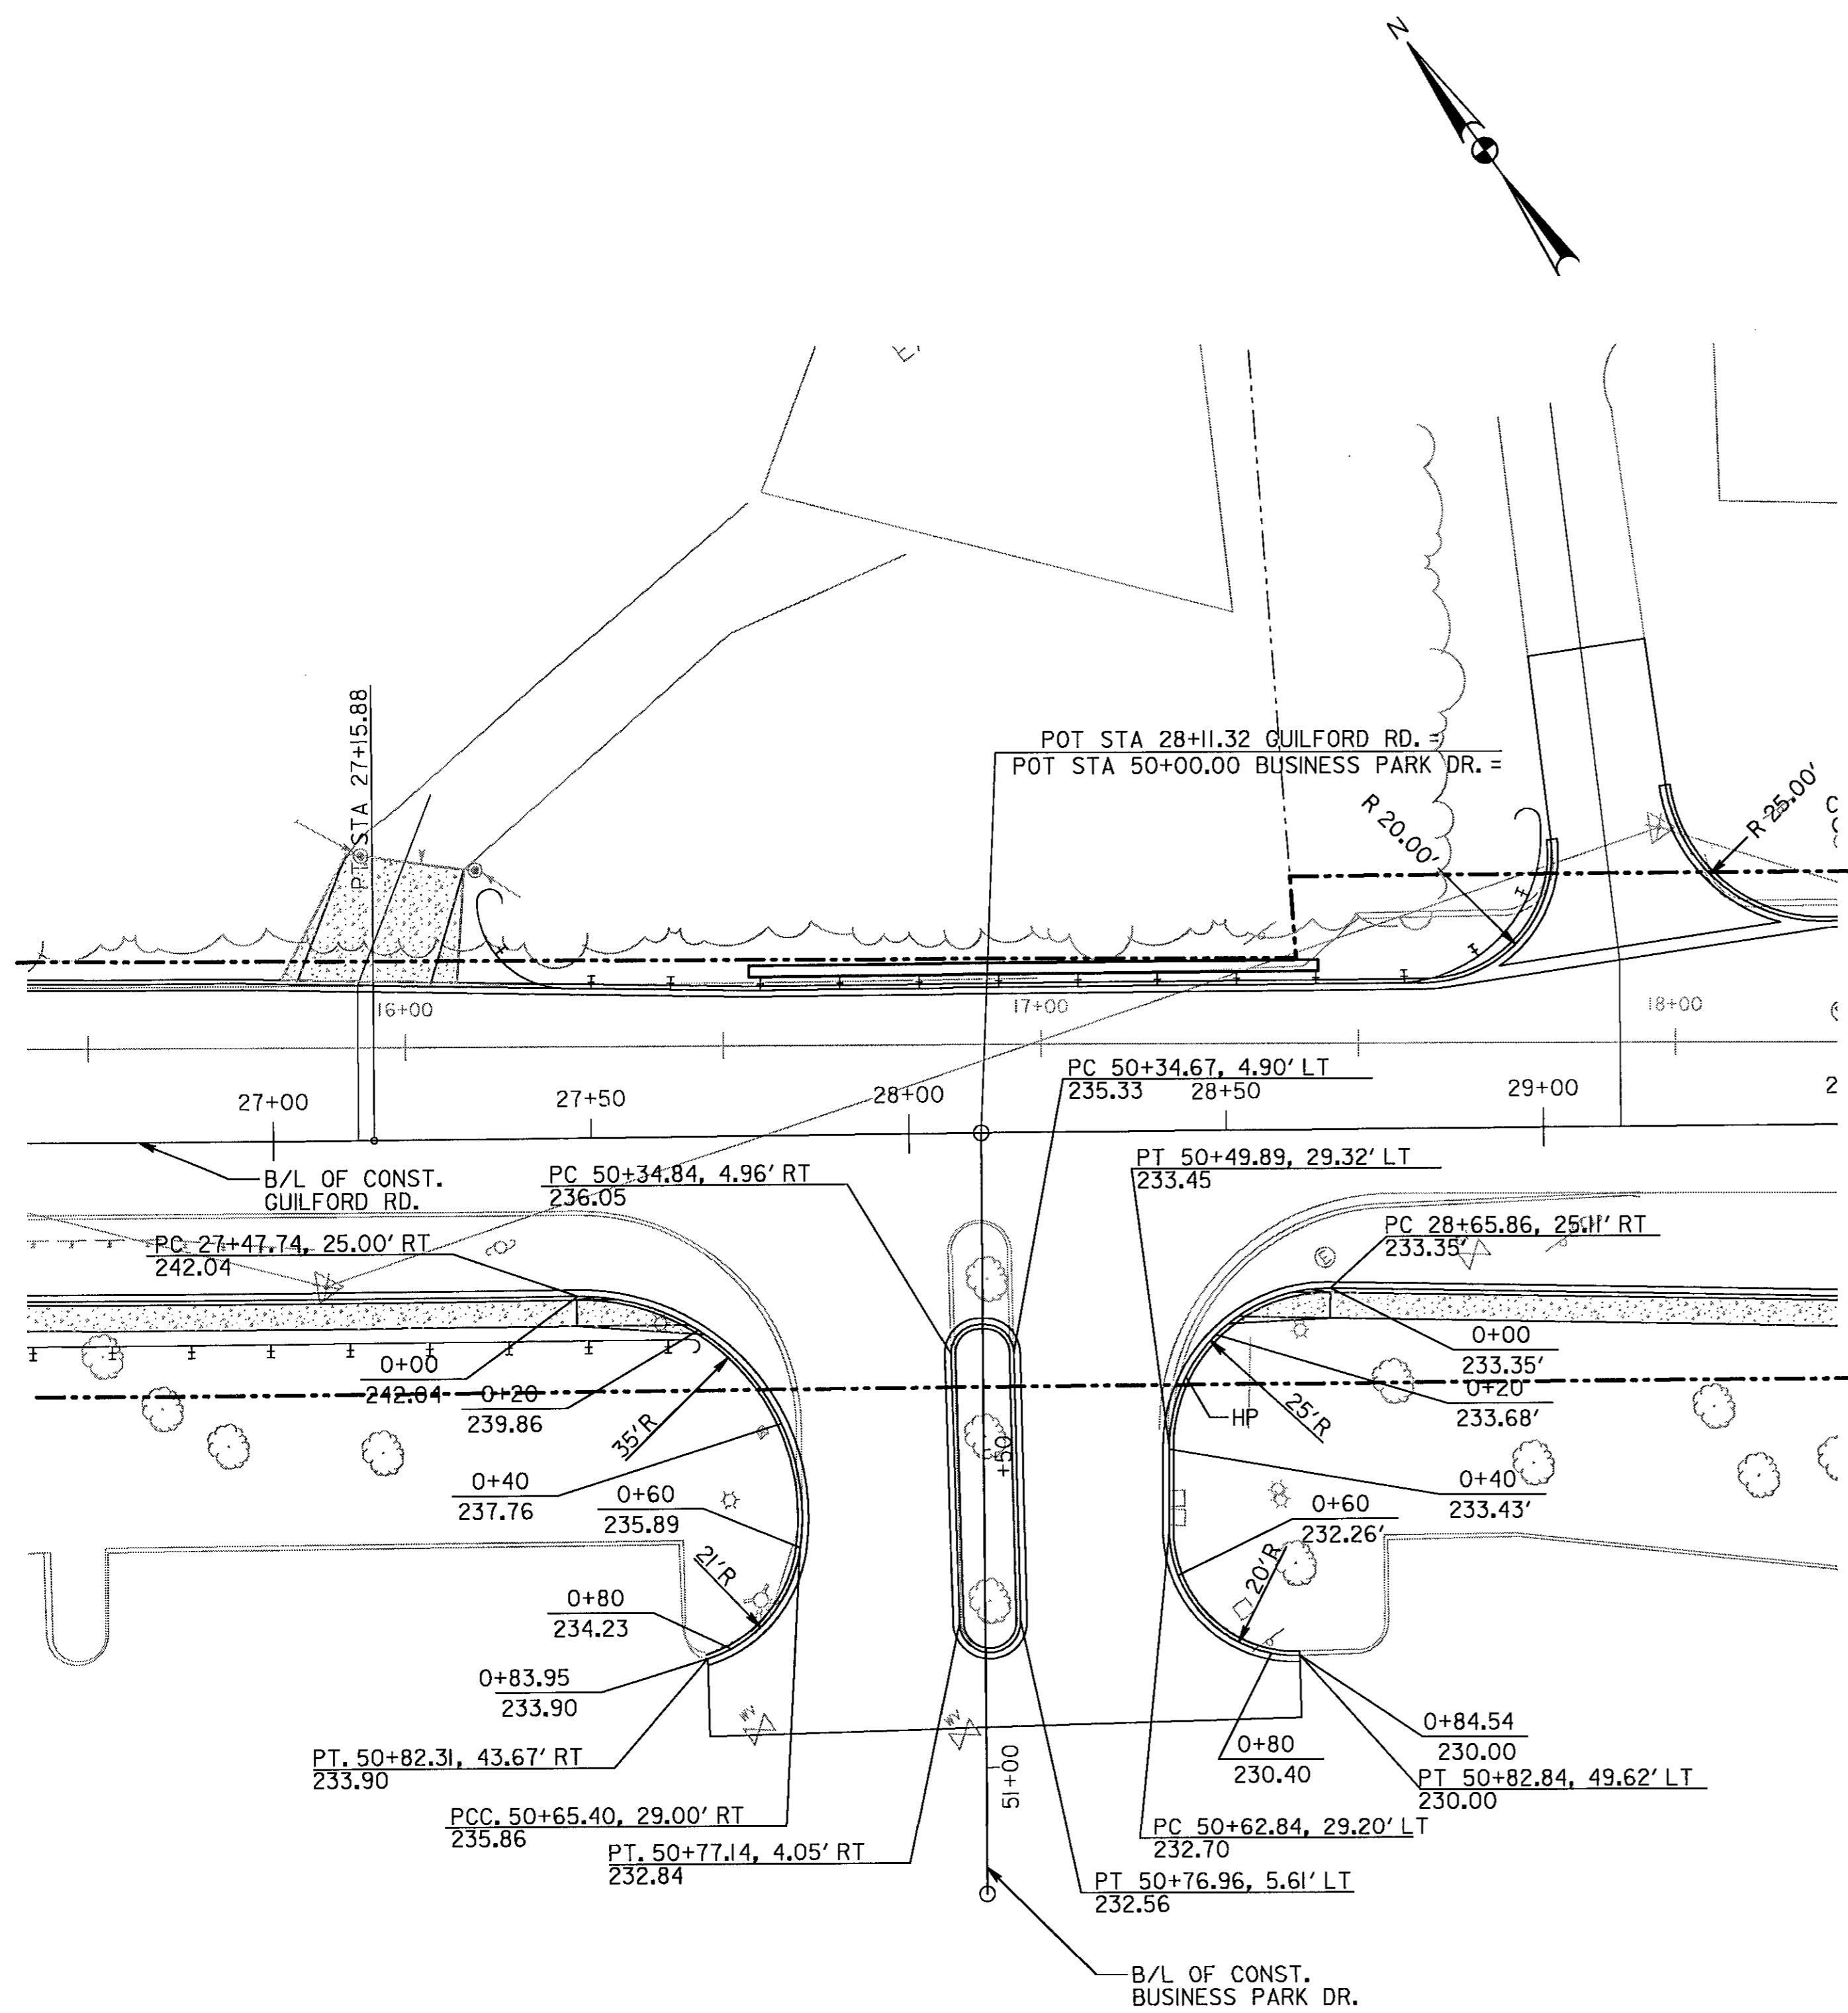 N
PT STA 27+15.88
POT STA 28+11.32 GUILFORD RD. =
POT STA 50+00.00 BUSINESS PARK DR. =
R 20.00'
R 25.00'
16+00
17+00
18+00
PC 50+34.67, 4.90' LT
235.33
27+00
27+50
28+00
28+50
29+00
2
B/L OF CONST.
GUILFORD RD.
PC 50+34.84, 4.96' RT
236.05
PT 50+49.89, 29.32' LT
233.45
PC 27+47.74, 25.00' RT
242.04
PC 28+65.86, 25.11' RT
233.35'
E
0+00
242.04
0+20
239.86
0+00
233.35'
0+20
233.68'
HP
25'R
35'R
+50
0+40
237.76
0+60
235.89
0+40
233.43'
0+60
232.26'
21'R
20'R
0+80
234.23
0+83.95
233.90
WV
WV
0+84.54
230.00
0+80
230.40
PT. 50+82.31, 43.67' RT
233.90
PT 50+82.84, 49.62' LT
230.00
51+00
PCC. 50+65.40, 29.00' RT
235.86
PC 50+62.84, 29.20' LT
232.70
PT. 50+77.14, 4.05' RT
232.84
PT 50+76.96, 5.61' LT
232.56
B/L OF CONST.
BUSINESS PARK DR.